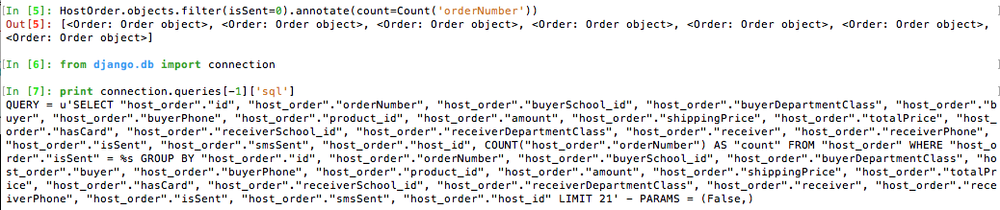 [In [5]: HostOrder.objects.filter(isSent=0).annotate(count=Count('orderNumber')) ]
Out[5]: [<Order: Order object>, <Order: Order object>, <Order: Order object>, <Order: Order object>, <Order: Order object>,
<Order: Order object>]
[In [6]: from django.db import connection ]
[In [7]: print connection.queries[-1]['sql'] ]
QUERY = u'SELECT "host_order"."id", "host_order"."orderNumber", "host_order"."buyerSchool_id", "host_order"."buyerDepartmentClass", "host_order"."b
uyer", "host_order"."buyerPhone", "host_order"."product_id", "host_order"."amount", "host_order"."shippingPrice", "host_order"."totalPrice", "host_
order"."hasCard", "host_order"."receiverSchool_id", "host_order"."receiverDepartmentClass", "host_order"."receiver", "host_order"."receiverPhone",
"host_order"."isSent", "host_order"."smsSent", "host_order"."host_id", COUNT("host_order"."orderNumber") AS "count" FROM "host_order" WHERE "host_o
rder"."isSent" = %s GROUP BY "host_order"."id", "host_order"."orderNumber", "host_order"."buyerSchool_id", "host_order"."buyerDepartmentClass", "ho
st_order"."buyer", "host_order"."buyerPhone", "host_order"."product_id", "host_order"."amount", "host_order"."shippingPrice", "host_order"."totalPr
ice", "host_order"."hasCard", "host_order"."receiverSchool_id", "host_order"."receiverDepartmentClass", "host_order"."receiver", "host_order"."rece
iverPhone", "host_order"."isSent", "host_order"."smsSent", "host_order"."host_id" LIMIT 21' - PARAMS = (False,)